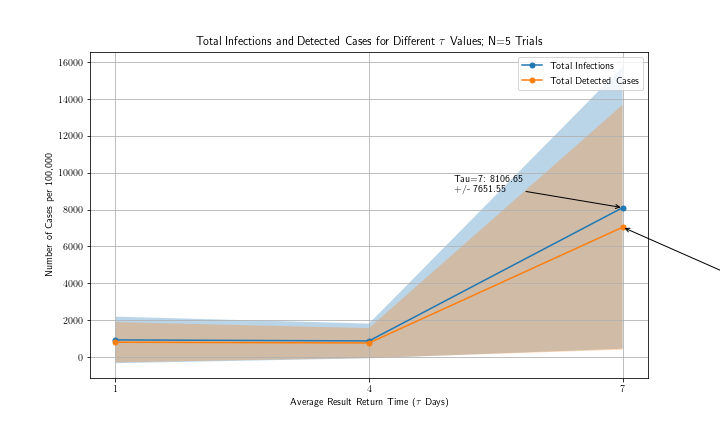 Total Infections and Detected Cases for Different τ Values; N=5 Trials
Number of Cases per 100,000
16000
14000
12000
10000
8000
6000
4000
2000
0
Total Infections
Total Detected Cases
Tau=7: 8106.65
+/- 7651.55
1
4
7
Average Result Return Time (τ Days)